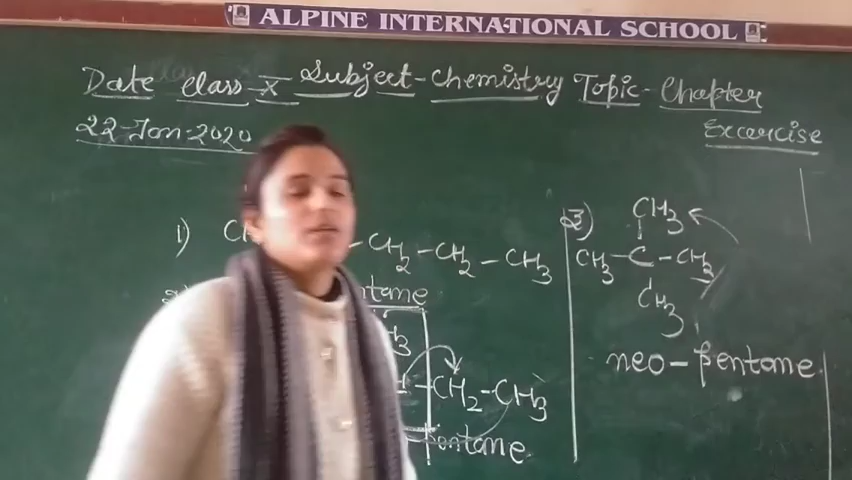 ALPINE INTERNATIONAL SCHOOL
Date Class-X Subject-Chemistry Topic-Chapter
22-Jan-2020 Excercise
1) CH2-CH2-CH3
CH2-CH3
3)
CH3
CH3-C-CH3
CH3
neo-pentane